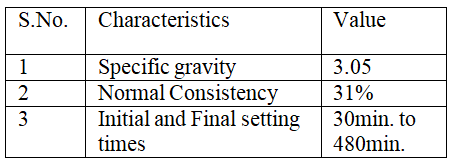 S.No. Characteristics Value
1 Specific gravity 3.05
2 Normal Consistency 31%
3 Initial and Final setting 30min. to
times 480min.